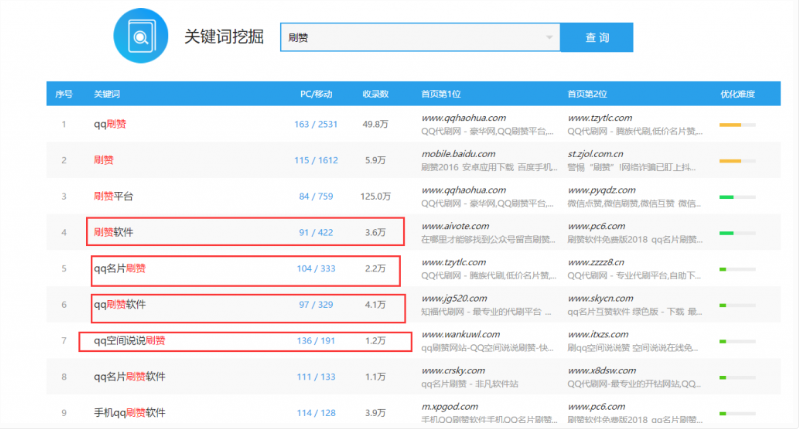 关键词挖掘 刷赞 查 询
序号 关键词 PC/移动 收录数 首页第1位 首页第2位 优化难度
1 qq刷赞 163 / 2531 49.8万 www.qqhaohua.com www.tzytlc.com
QQ代刷网 - 豪华网,QQ刷赞平台,... QQ代刷网 - 腾族代刷,低价名片赞,...
2 刷赞 115 / 1612 5.9万 mobile.baidu.com st.zjol.com.cn
刷赞2016 安卓应用下载 百度手机... 警惕“刷赞”!网络诈骗已盯上抖...
3 刷赞平台 84 / 759 125.0万 www.qqhaohua.com www.pyqdz.com
QQ代刷网 - 豪华网,QQ刷赞平台,... 微信点赞,微信刷赞,微信互赞 微信...
4 刷赞软件 91 / 422 3.6万 www.aivote.com www.pc6.com
在哪里才能够找到公众号留言刷赞... 刷赞软件免费版2018 qq名片刷赞...
5 qq名片刷赞 104 / 333 2.2万 www.tzytlc.com www.zzzz8.cn
QQ代刷网 - 腾族代刷,低价名片赞,... QQ代刷网 - 专业代刷平台,自助下...
6 qq刷赞软件 97 / 329 4.1万 www.jg520.com www.skycn.com
短福代刷网 - 最专业的代刷平台 ... qq名片互赞软件 绿色版 - 下载 最...
7 qq空间说说刷赞 136 / 191 1.2万 www.wankuwl.com www.itxzs.com
qq刷赞网站-QQ空间说说刷赞-快... 刷qq空间说说赞 空间说说在线免...
8 qq名片刷赞软件 111 / 133 1.1万 www.crsky.com www.x8dsw.com
qq名片刷赞 - 非凡软件站 QQ代刷网-最专业的开钻网站,QQ...
9 手机qq刷赞软件 114 / 128 3.9万 m.xpgod.com www.pc6.com
手机QQ刷赞软件手机QQ名片刷赞... 刷赞软件免费版2018 qq名片刷赞...